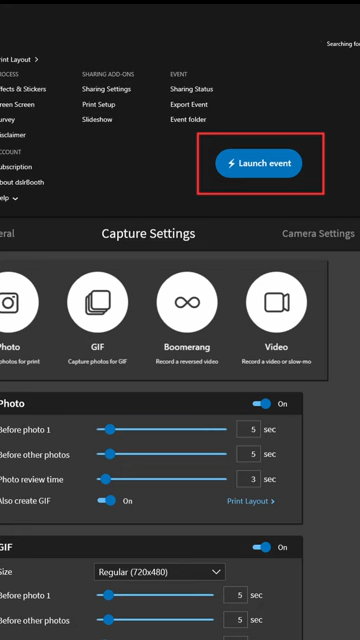 Searching for
rint Layout >
ROCESS SHARING ADD-ONS EVENT
ffects & Stickers Sharing Settings Sharing Status
reen Screen Print Setup Export Event
urvey Slideshow Event folder
isclaimer
CCOUNT
ubscription
bout dslrBooth
elp
Launch event
eral Capture Settings Camera Settings
Photo GIF Boomerang Video
photos for print Capture photos for GIF Record a reversed video Record a video or slow-mo
Photo On
Before photo 1 5 sec
Before other photos 5 sec
Photo review time 3 sec
Also create GIF On Print Layout >
GIF On
Size Regular (720x480)
Before photo 1 5 sec
Before other photos 5 sec